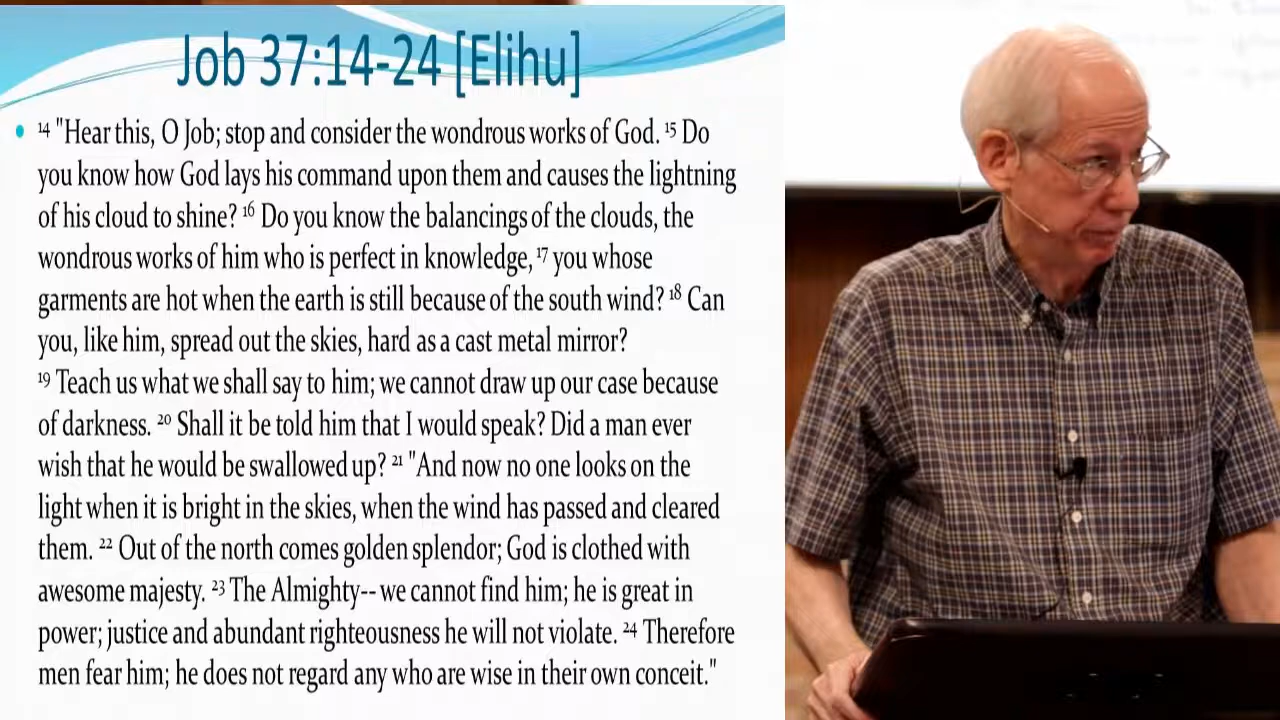 Job 37:14-24 [Elihu]
• ¹⁴ "Hear this, O Job; stop and consider the wondrous works of God. ¹⁵ Do
you know how God lays his command upon them and causes the lightning
of his cloud to shine? ¹⁶ Do you know the balancings of the clouds, the
wondrous works of him who is perfect in knowledge, ¹⁷ you whose
garments are hot when the earth is still because of the south wind? ¹⁸ Can
you, like him, spread out the skies, hard as a cast metal mirror?
¹⁹ Teach us what we shall say to him; we cannot draw up our case because
of darkness. ²⁰ Shall it be told him that I would speak? Did a man ever
wish that he would be swallowed up? ²¹ "And now no one looks on the
light when it is bright in the skies, when the wind has passed and cleared
them. ²² Out of the north comes golden splendor; God is clothed with
awesome majesty. ²³ The Almighty-- we cannot find him; he is great in
power; justice and abundant righteousness he will not violate. ²⁴ Therefore
men fear him; he does not regard any who are wise in their own conceit."